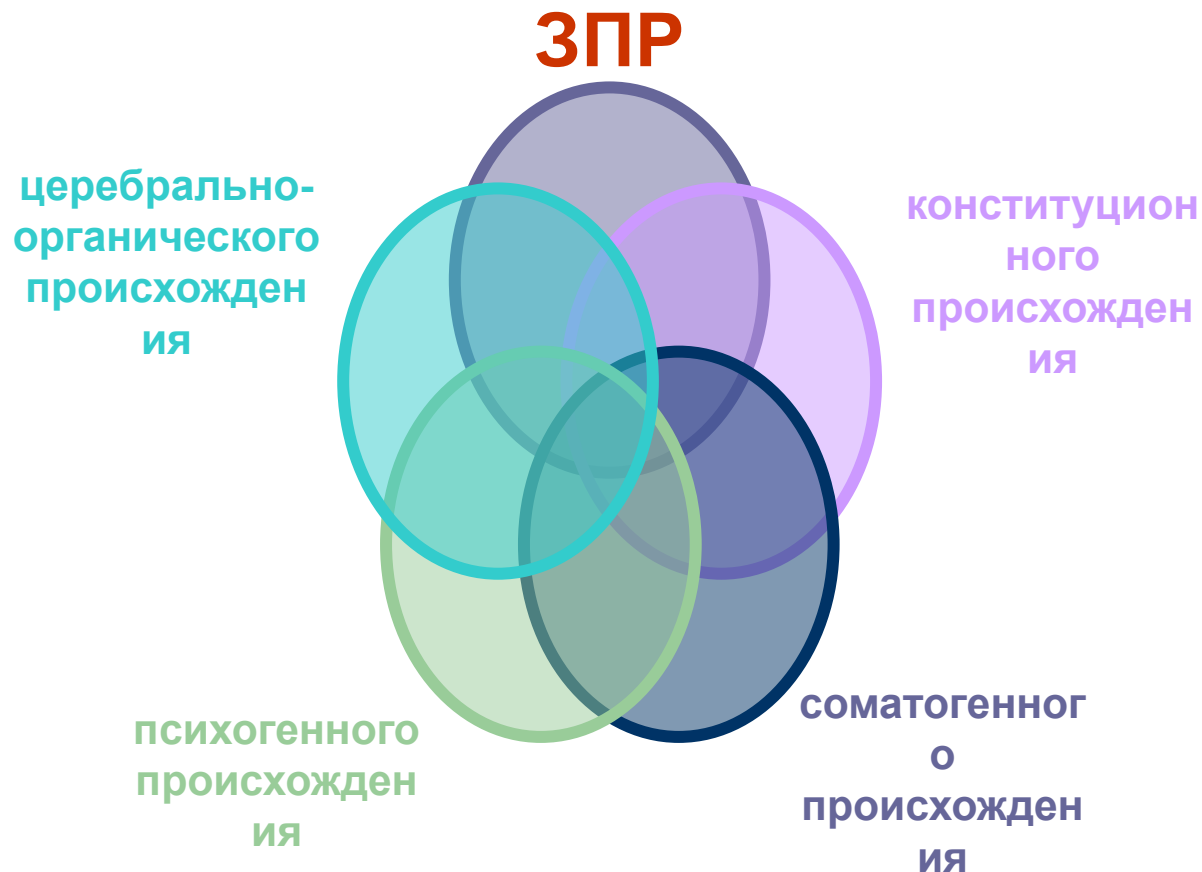 ЗПР
церебрально-
органического
происхожден
ия
конституцион
ного
происхожден
ия
психогенного
происхожден
ия
соматогенног
о
происхожден
ия